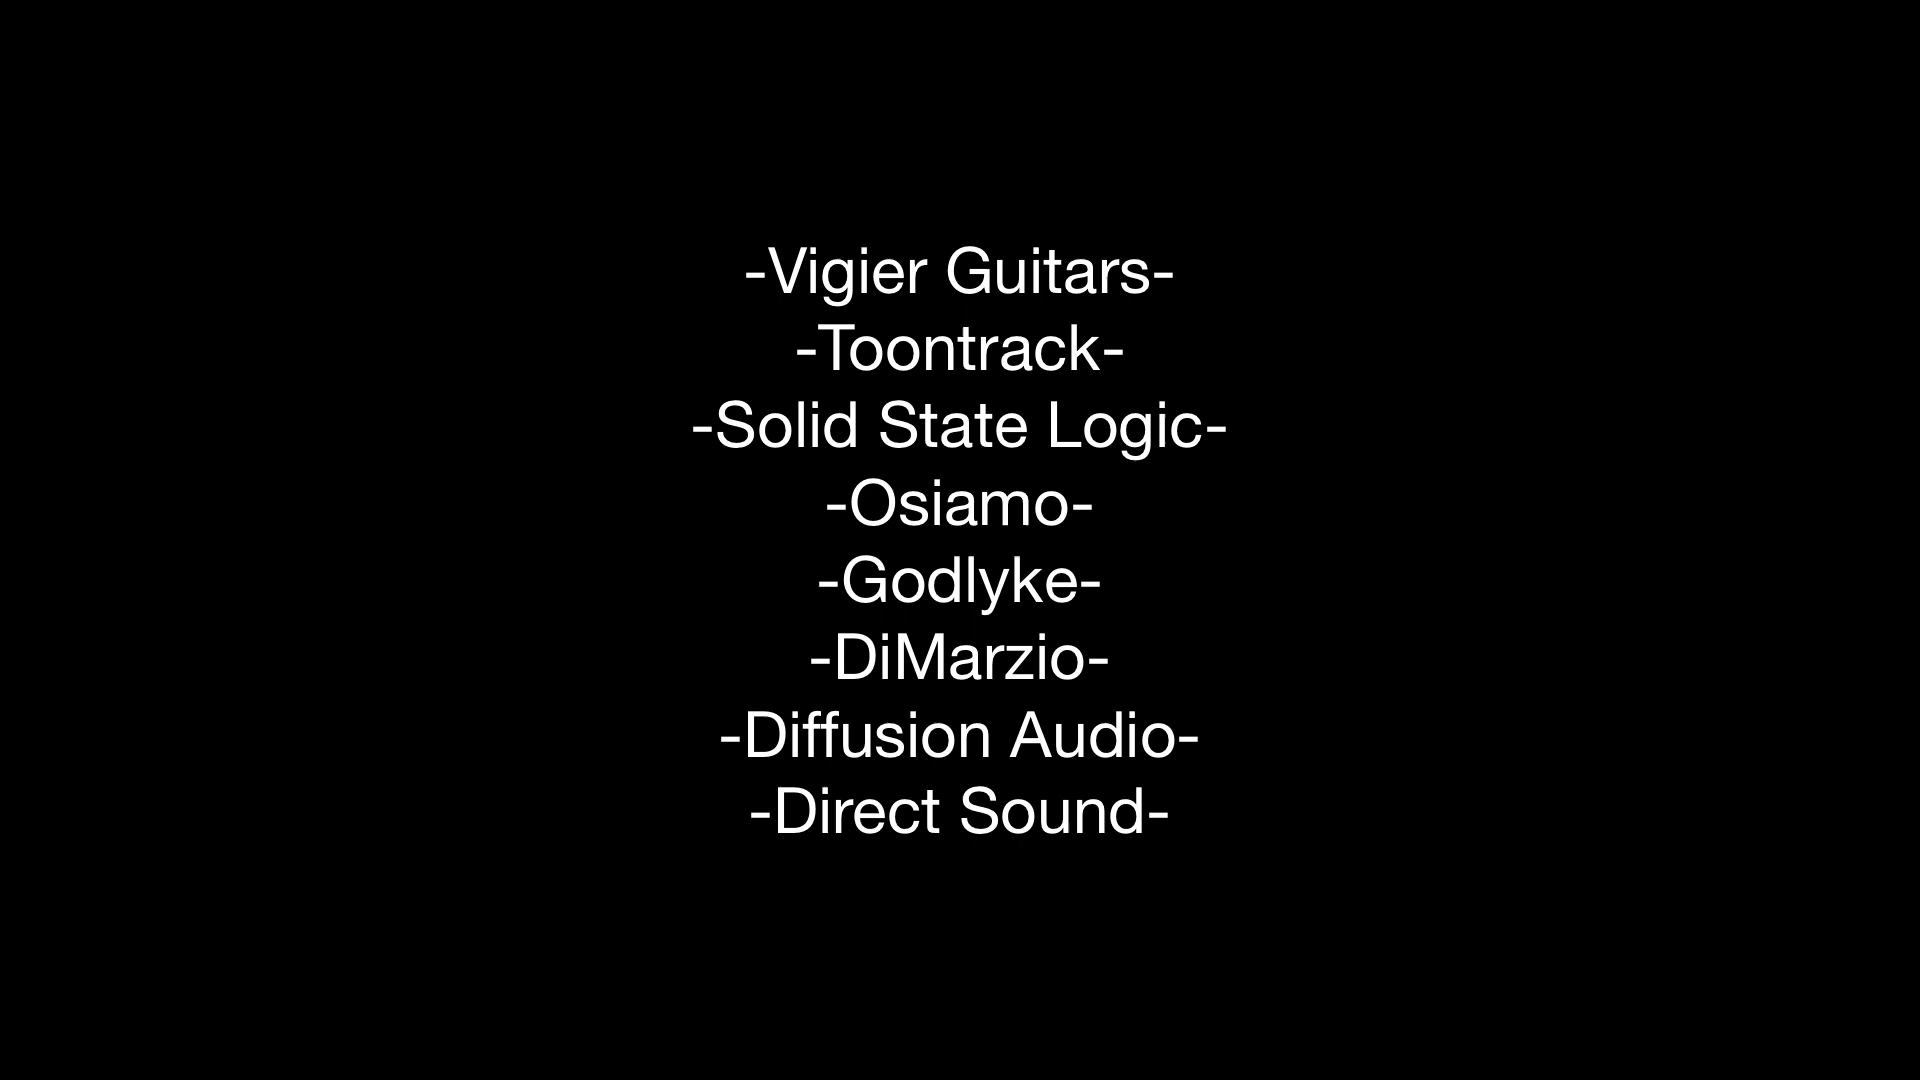 -Vigier Guitars-
-Toontrack-
-Solid State Logic-
-Osiamo-
-Godlyke-
-DiMarzio-
-Diffusion Audio-
-Direct Sound-